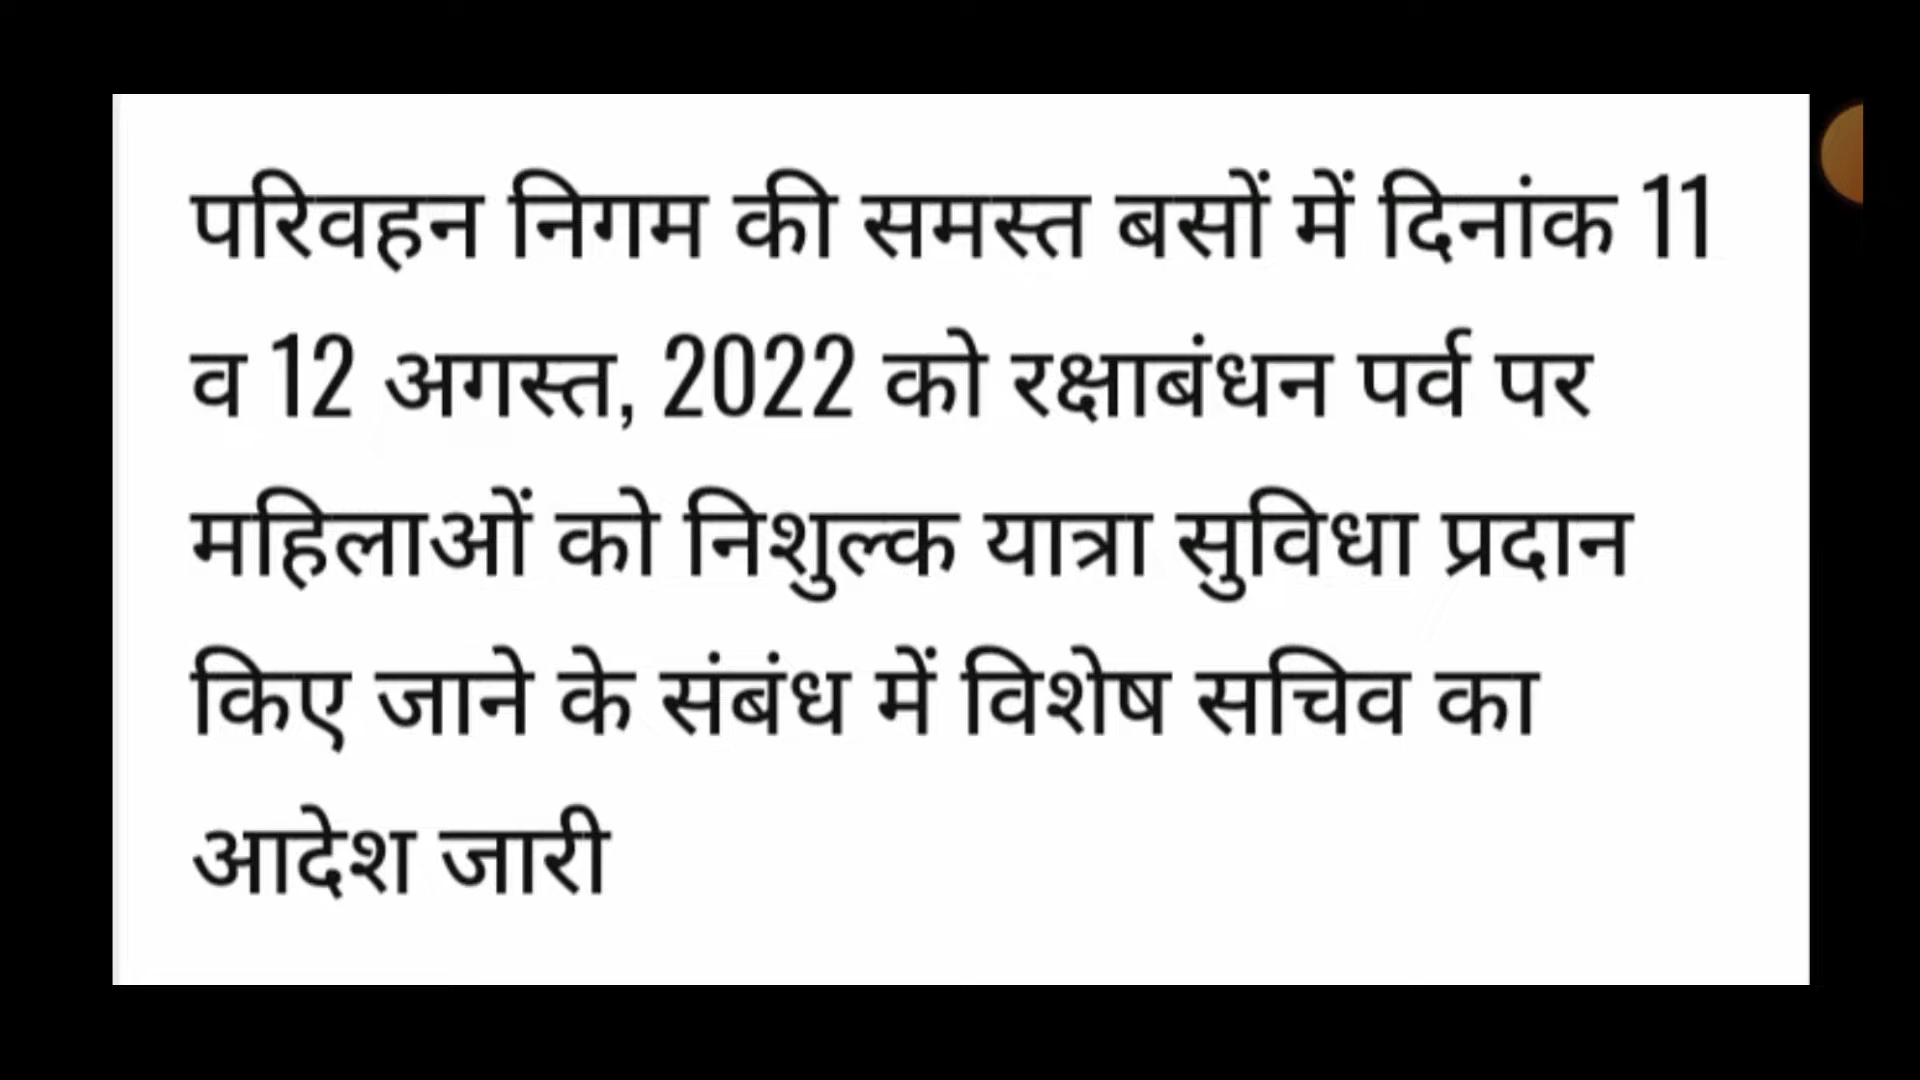 परिवहन निगम की समस्त बसों में दिनांक 11
व 12 अगस्त, 2022 को रक्षाबंधन पर्व पर
महिलाओं को निशुल्क यात्रा सुविधा प्रदान
किए जाने के संबंध में विशेष सचिव का
आदेश जारी